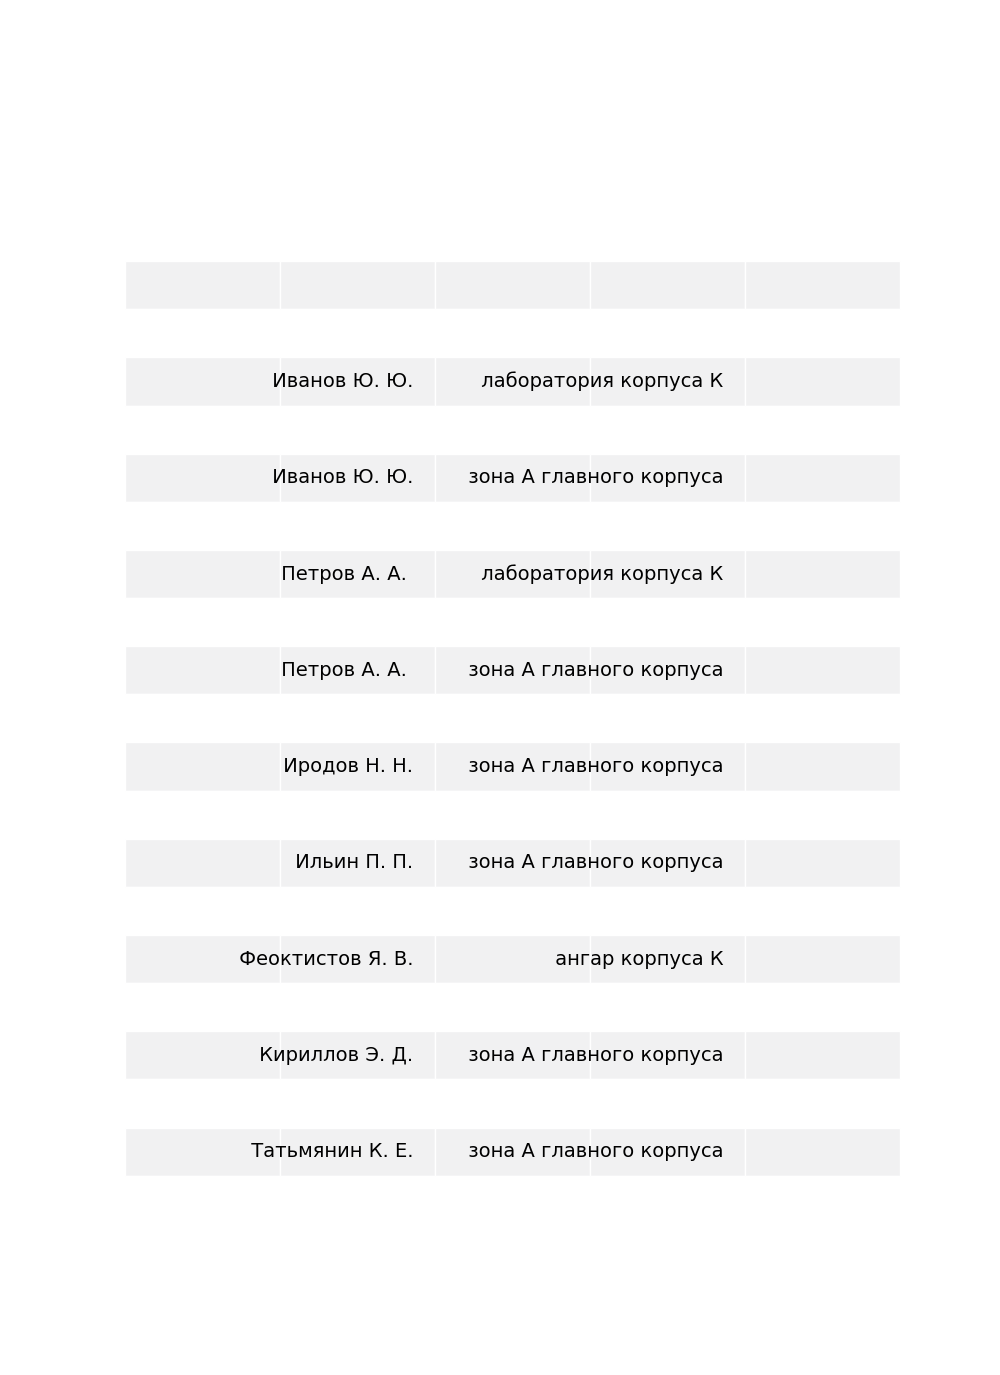 Иванов Ю. Ю. лаборатория корпуса К
Иванов Ю. Ю. зона А главного корпуса
Петров А. А. лаборатория корпуса К
Петров А. А. зона А главного корпуса
Иродов Н. Н. зона А главного корпуса
Ильин П. П. зона А главного корпуса
Феоктистов Я. В. ангар корпуса К
Кириллов Э. Д. зона А главного корпуса
Татьмянин К. Е. зона А главного корпуса